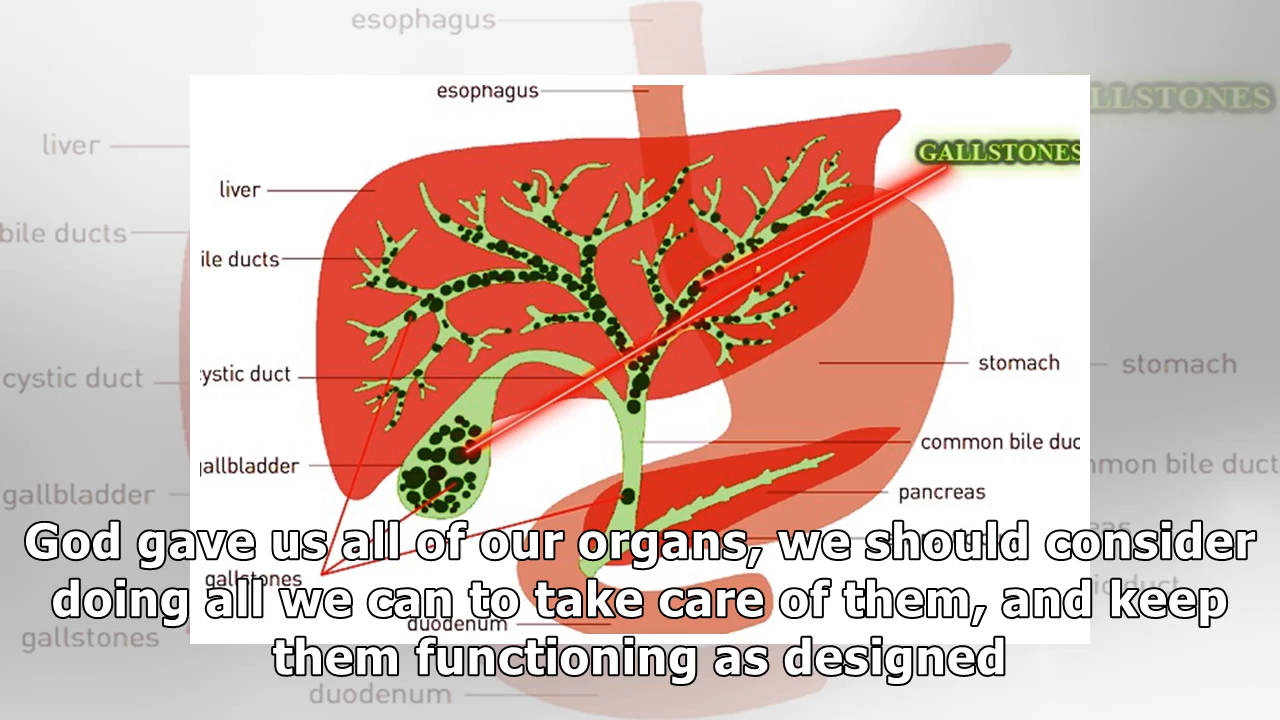 esophagus
esophagus
GALLSTONES
LLSTONES
liver
liver
bile ducts
ile ducts
stomach
stomach
cystic duct
ystic duct
common bile duc
mmon bile duct
gallbladder
gallbladder
pancreas
God gave us all of our organs, we should consider
doing all we can to take care of them, and keep
them functioning as designed
gallstones
gallstones
duodenum
duodenum